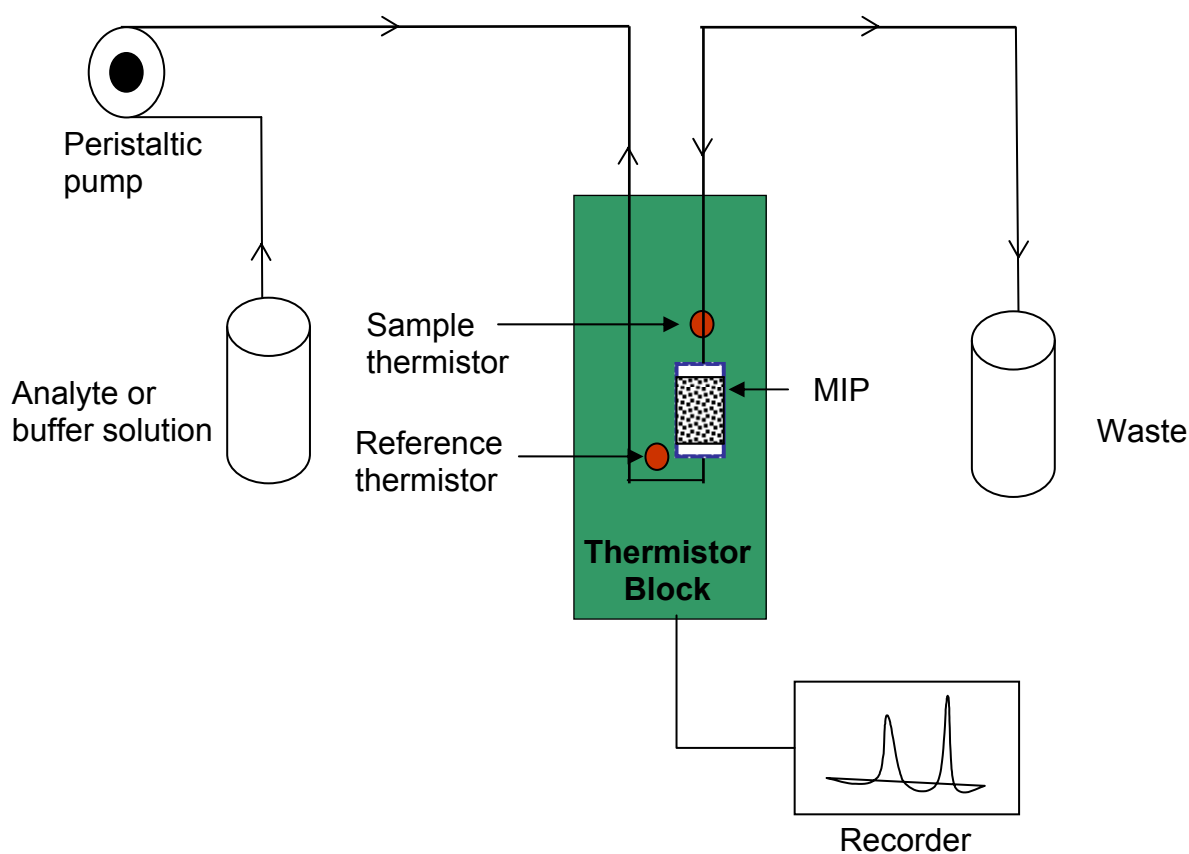 Peristaltic
pump
Sample
thermistor
Analyte or
buffer solution
MIP
Waste
Reference
thermistor
Thermistor
Block
Recorder